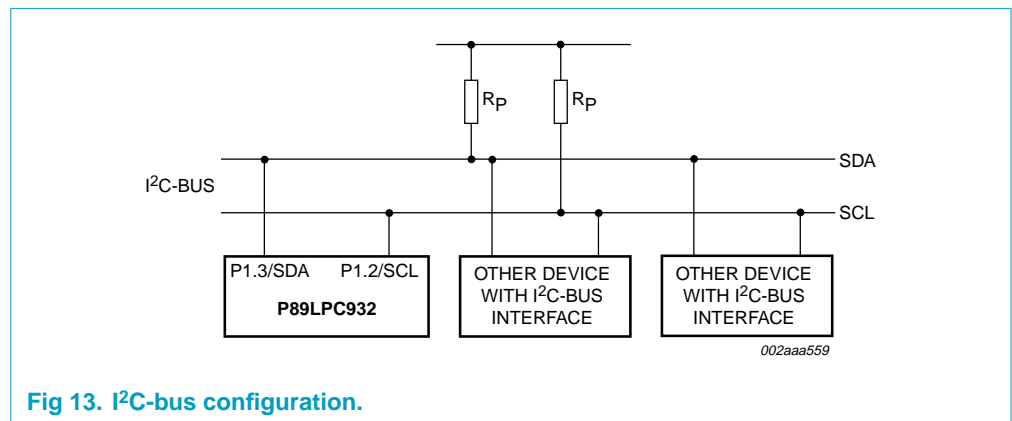 RP RP
SDA
I2C-BUS
SCL
P1.3/SDA P1.2/SCL
P89LPC932
OTHER DEVICE
WITH I2C-BUS
INTERFACE
OTHER DEVICE
WITH I2C-BUS
INTERFACE
002aaa559
Fig 13. I2C-bus configuration.